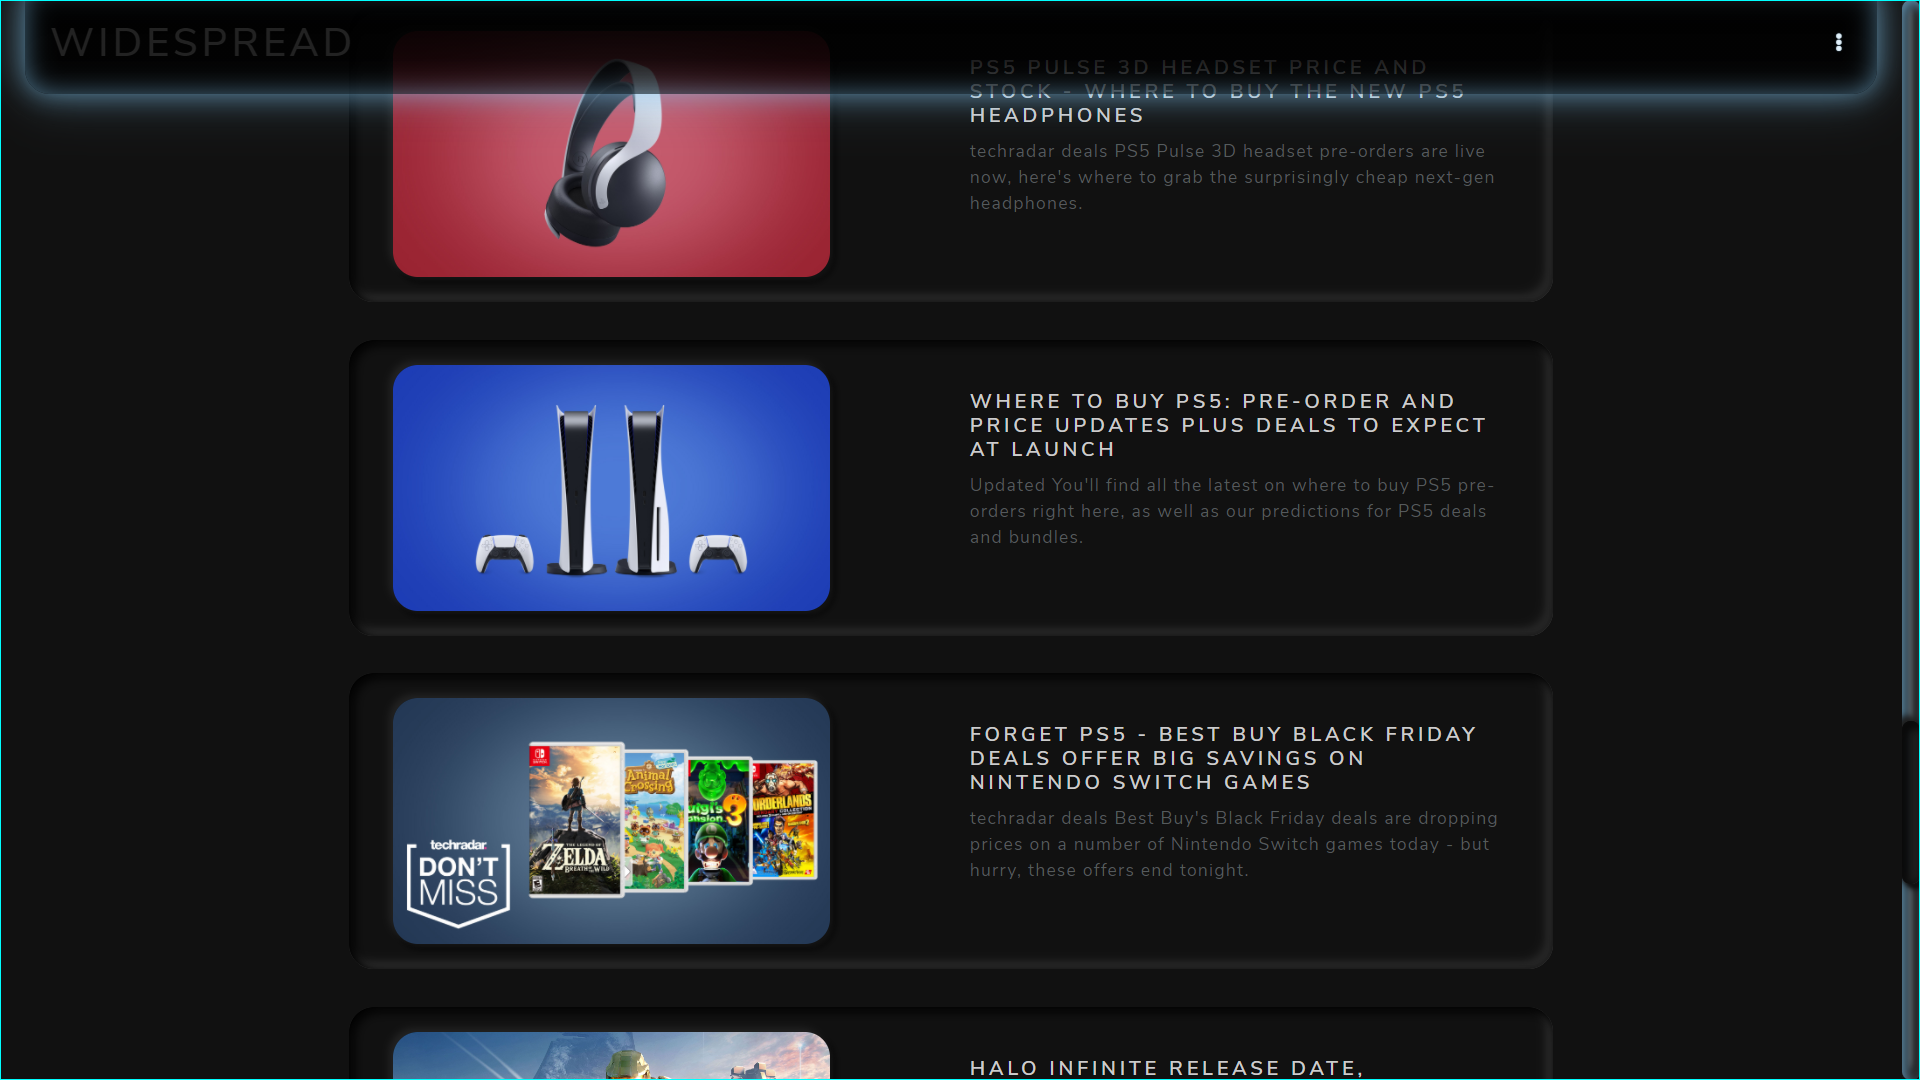 WIDESPREAD
PS5 PULSE 3D HEADSET PRICE AND
STOCK - WHERE TO BUY THE NEW PS5
HEADPHONES
techradar deals PS5 Pulse 3D headset pre-orders are live
now, here's where to grab the surprisingly cheap next-gen
headphones.
WHERE TO BUY PS5: PRE-ORDER AND
PRICE UPDATES PLUS DEALS TO EXPECT
AT LAUNCH
Updated You'll find all the latest on where to buy PS5 pre-
orders right here, as well as our predictions for PS5 deals
and bundles.
techradar
DON'T
MISS
THE LEGEND OF
ZELDA
BREATH OF THE WILD
Animal
Crossing
3
BORDERLANDS
FORGET PS5 - BEST BUY BLACK FRIDAY
DEALS OFFER BIG SAVINGS ON
NINTENDO SWITCH GAMES
techradar deals Best Buy's Black Friday deals are dropping
prices on a number of Nintendo Switch games today - but
hurry, these offers end tonight.
HALO INFINITE RELEASE DATE,